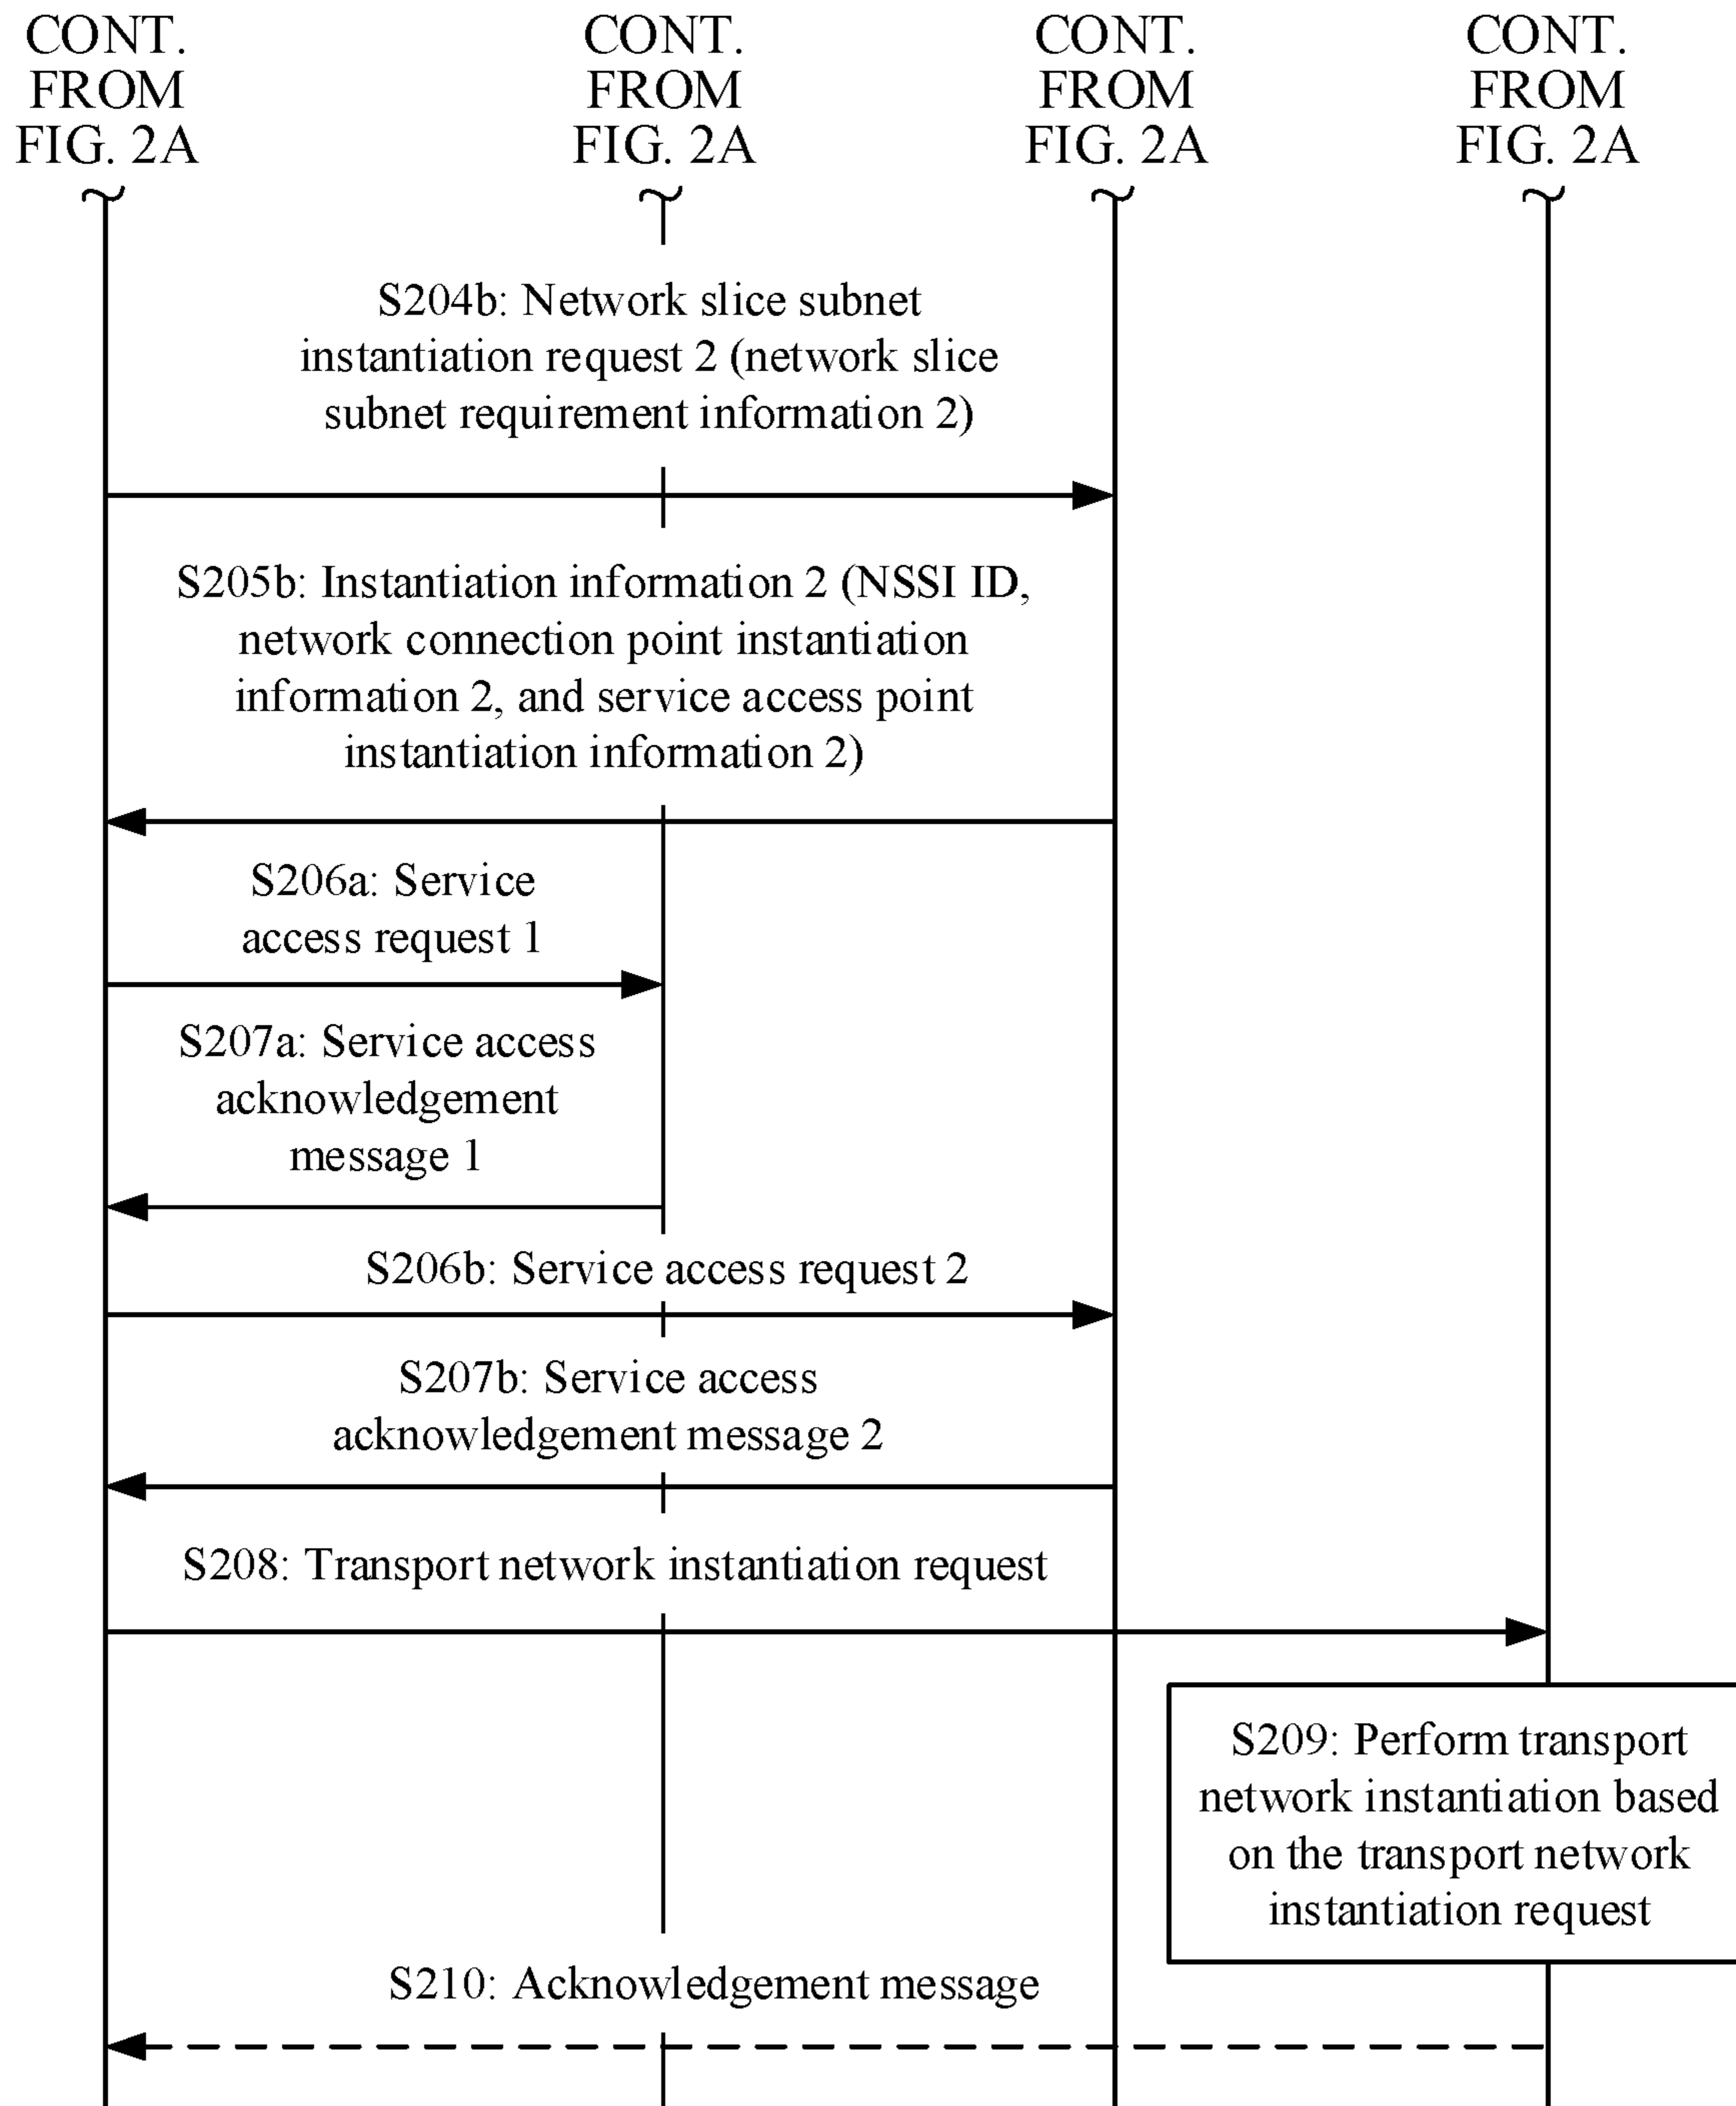 CONT.
FROM
FIG. 2A
CONT.
FROM
FIG. 2A
CONT.
FROM
FIG. 2A
CONT.
FROM
FIG. 2A
S204b: Network slice subnet
instantiation request 2 (network slice
subnet requirement information 2)
S205b: Instantiation information 2 (NSSI ID,
network connection point instantiation
information 2, and service access point
instantiation information 2)
S206a: Service
access request 1
S207a: Service access
acknowledgement
message 1
S206b: Service access request 2
S207b: Service access
acknowledgement message 2
S208: Transport network instantiation request
S209: Perform transport
network instantiation based
on the transport network
instantiation request
S210: Acknowledgement message